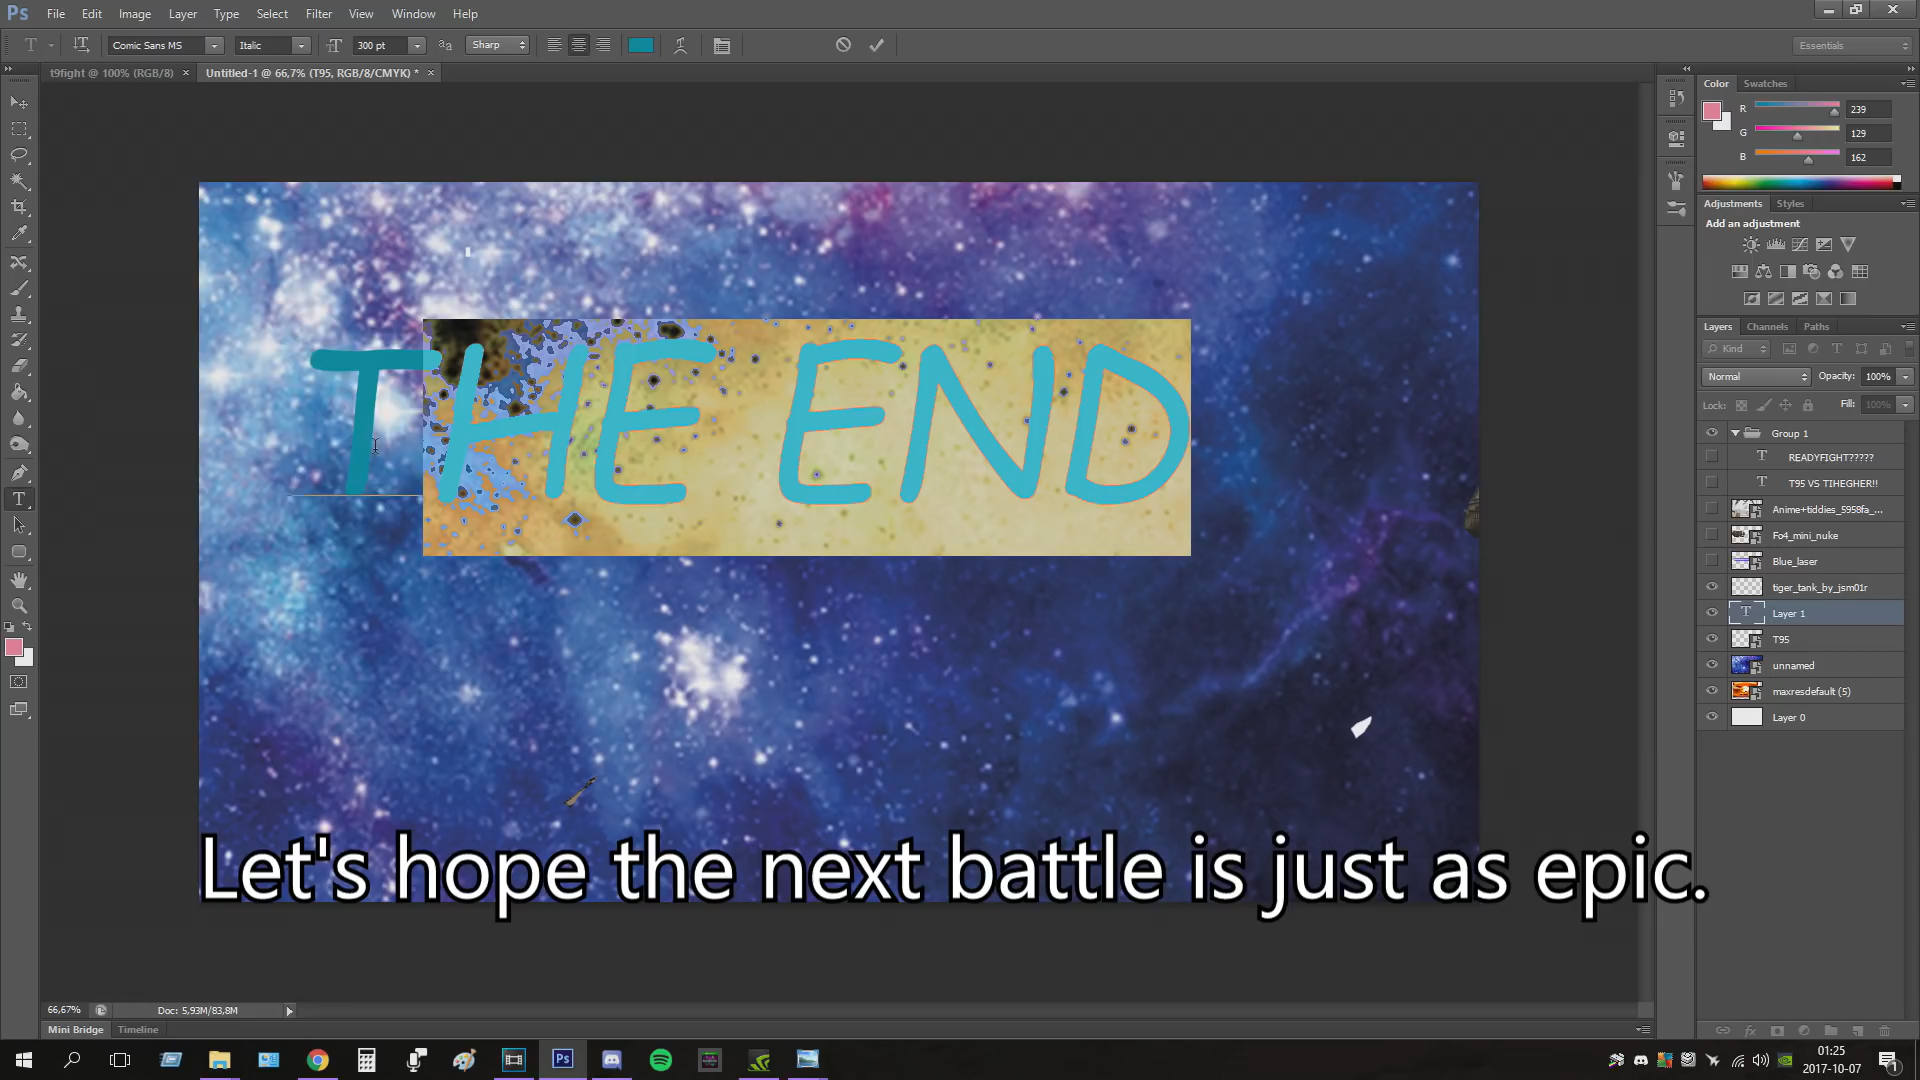 Ps File Edit Image Layer Type Select Filter View Window Help
Comic Sans MS Italic 300 pt Sharp Essentials
t9fight @ 100% (RGB/8) × Untitled-1 @ 66,7% (T95, RGB/8/CMYK) * ×
Color Swatches
R 239
G 129
B 162
Adjustments Styles
Add an adjustment
Layers Channels Paths
Kind
Normal Opacity: 100%
Lock: Fill: 100%
Group 1
READYFIGHT?????
T95 VS TIHEGHER!!
Anime+tiddies_5958fa_...
Fo4_mini_nuke
Blue_laser
tiger_tank_by_jsm01r
Layer 1
T95
unnamed
maxresdefault (5)
Layer 0
THE END
Let's hope the next battle is just as epic.
66,67% Doc: 5,93M/83,8M
Mini Bridge Timeline
Ps
01:25
2017-10-07
1